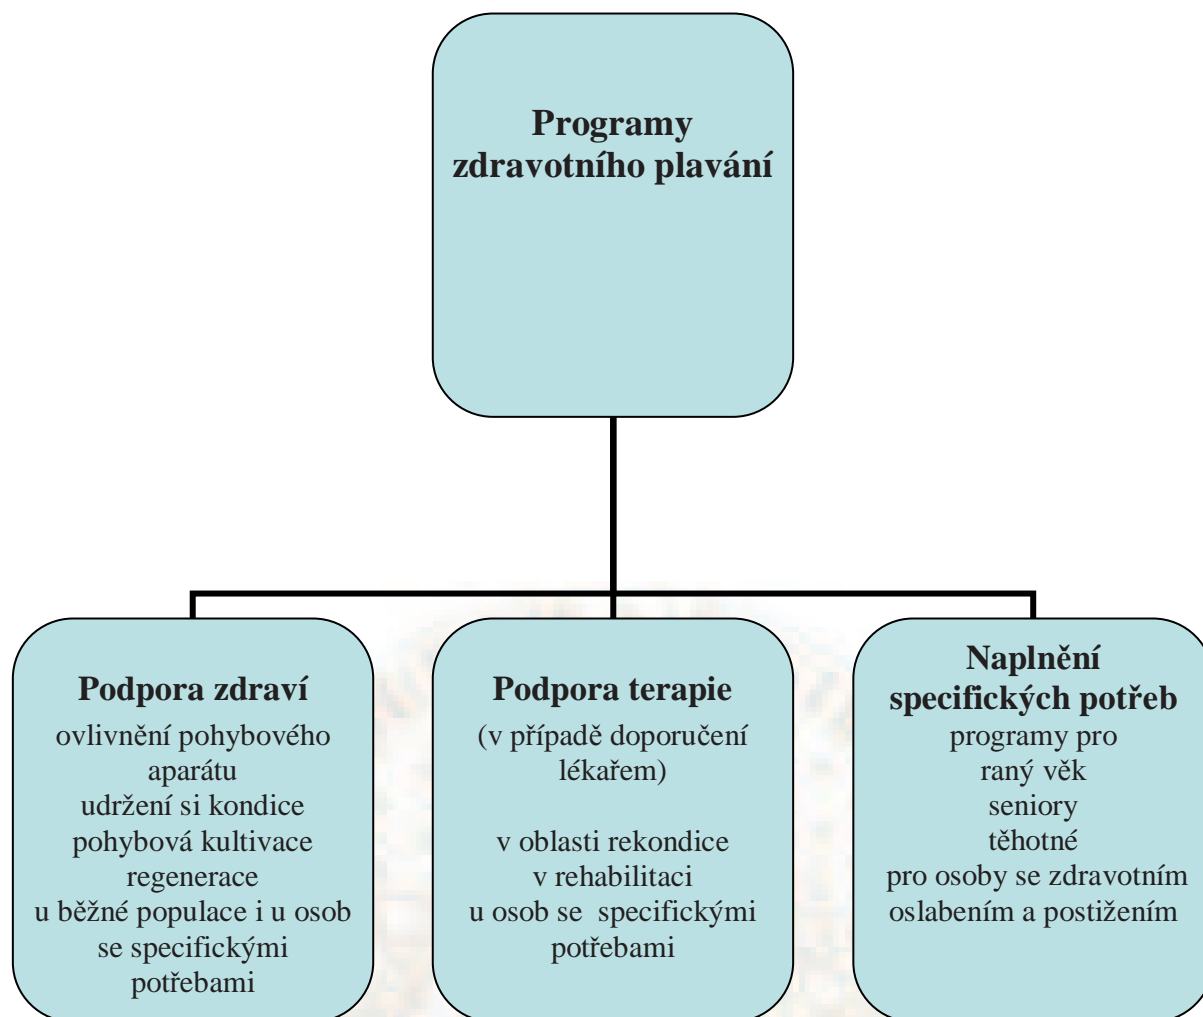 Programy
zdravotního plavání
Podpora zdraví
ovlivnění pohybového
aparátu
udržení si kondice
pohybová kultivace
regenerace
u běžné populace i u osob
se specifickými
potřebami
Podpora terapie
(v případě doporučení
lékařem)
v oblasti rekondice
v rehabilitaci
u osob se specifickými
potřebami
Naplnění
specifických potřeb
programy pro
raný věk
seniory
těhotné
pro osoby se zdravotním
oslabením a postižením